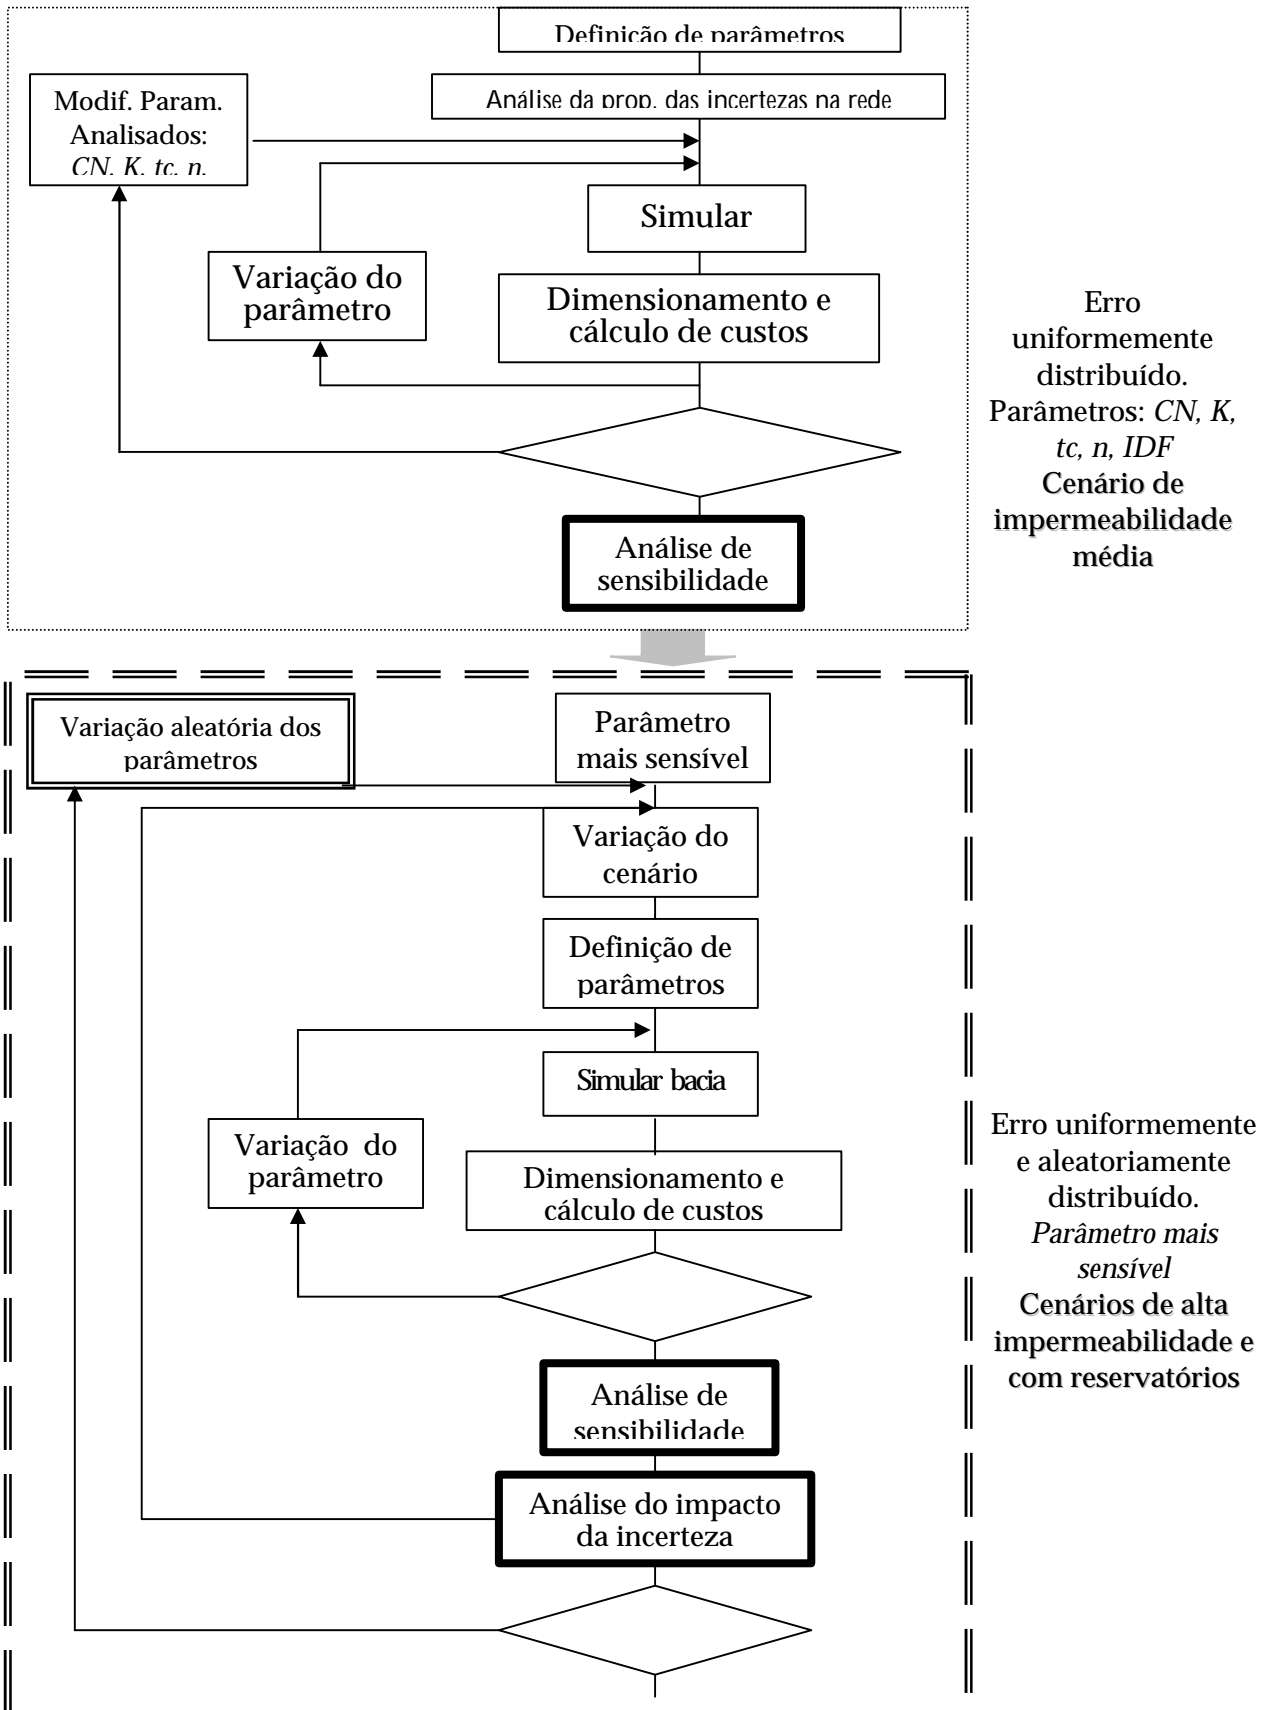 Definição de parâmetros
Análise da prop. das incertezas na rede
Modif. Param.
Analisados:
CN, K, tc, n,
Simular
Variação do
parâmetro
Dimensionamento e
cálculo de custos
Análise de
sensibilidade
Erro
uniformemente
distribuído.
Parâmetros: CN, K,
tc, n, IDF
Cenário de
impermeabilidade
média
Variação aleatória dos
parâmetros
Parâmetro
mais sensível
Variação do
cenário
Definição de
parâmetros
Simular bacia
Variação do
parâmetro
Dimensionamento e
cálculo de custos
Análise de
sensibilidade
Análise do impacto
da incerteza
Erro uniformemente
e aleatoriamente
distribuído.
Parâmetro mais
sensível
Cenários de alta
impermeabilidade e
com reservatórios